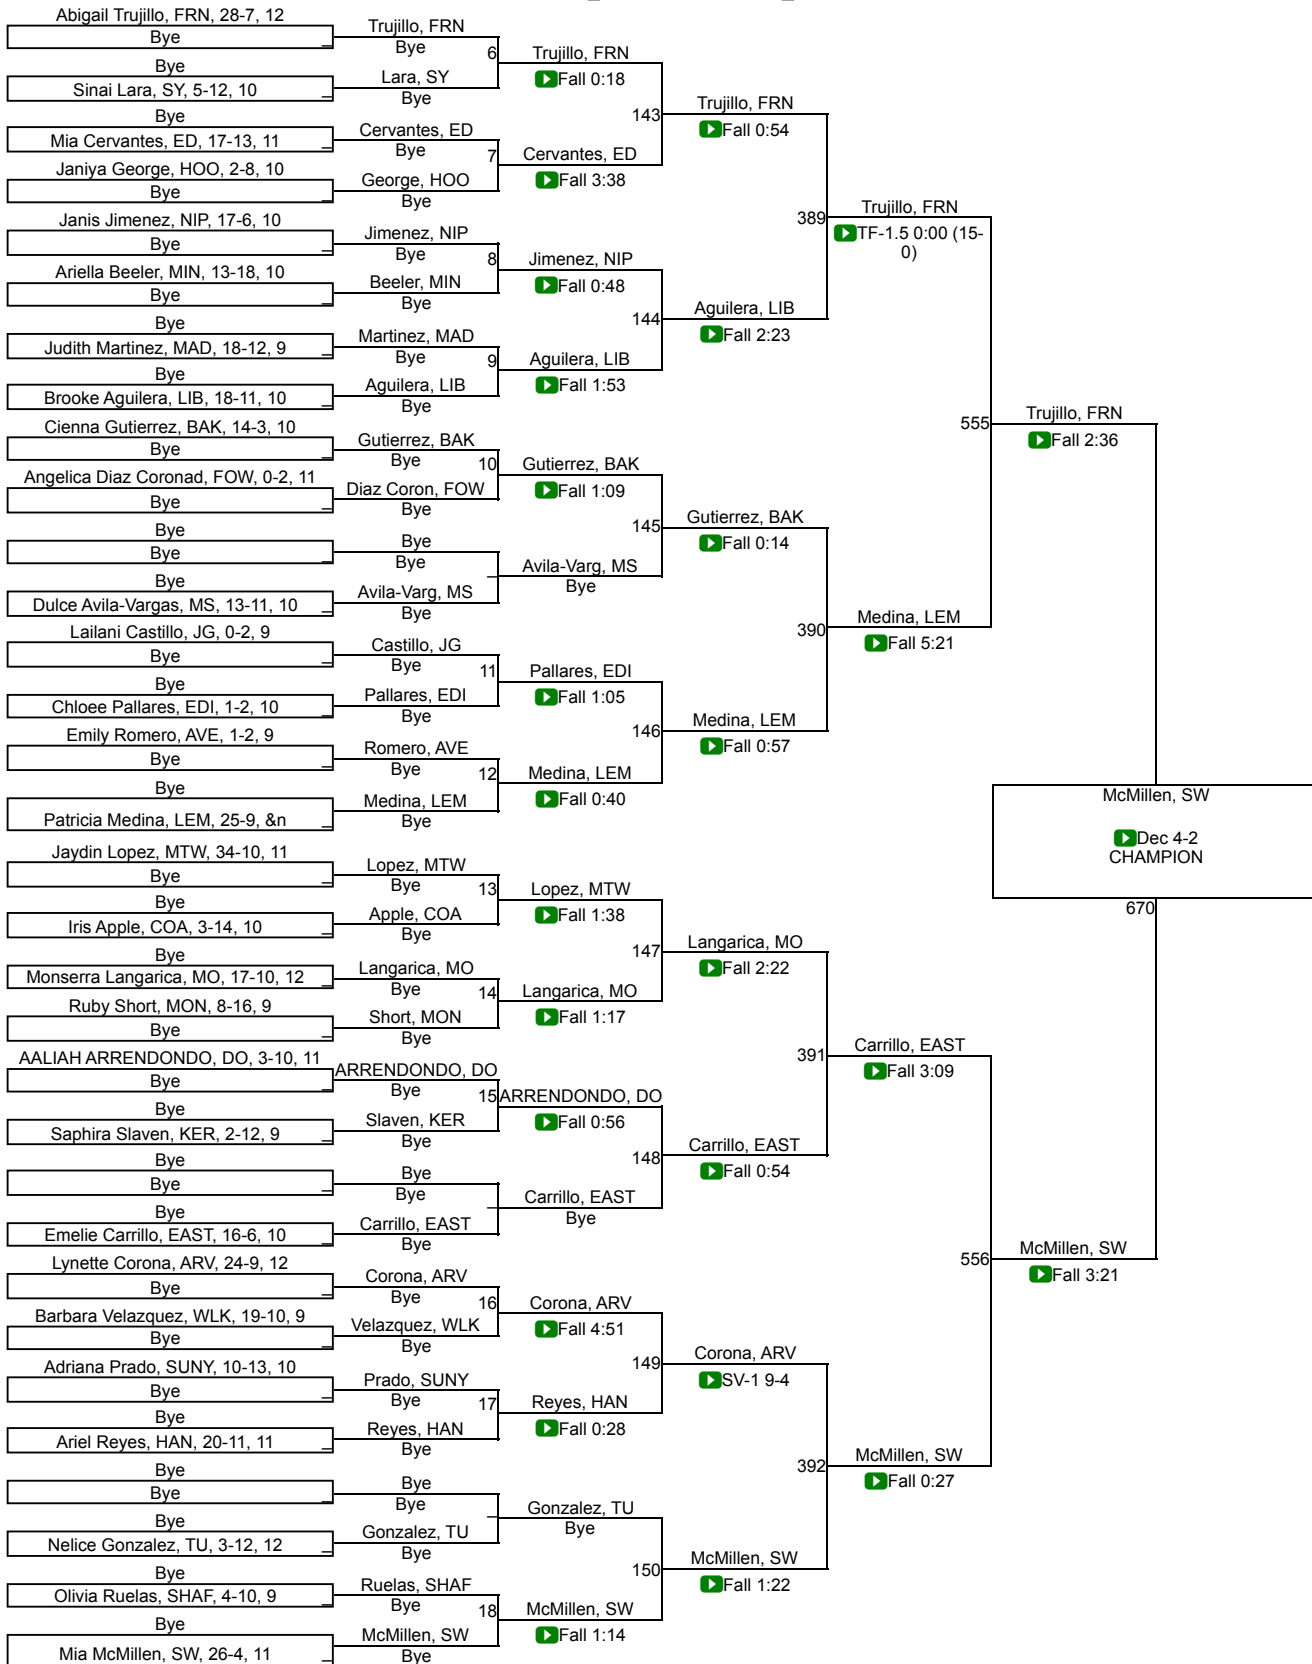 Abigail Trujillo, FRN, 28-7, 12
Bye
Bye
Sinai Lara, SY, 5-12, 10
Bye
Mia Cervantes, ED, 17-13, 11
Janiya George, HOO, 2-8, 10
Bye
Janis Jimenez, NIP, 17-6, 10
Bye
Ariella Beeler, MIN, 13-18, 10
Bye
Bye
Judith Martinez, MAD, 18-12, 9
Bye
Brooke Aguilera, LIB, 18-11, 10
Cienna Gutierrez, BAK, 14-3, 10
Bye
Angelica Diaz Coronad, FOW, 0-2, 11
Bye
Bye
Bye
Bye
Dulce Avila-Vargas, MS, 13-11, 10
Lailani Castillo, JG, 0-2, 9
Bye
Bye
Chloee Pallares, EDI, 1-2, 10
Emily Romero, AVE, 1-2, 9
Bye
Bye
Patricia Medina, LEM, 25-9, &n
Jaydin Lopez, MTW, 34-10, 11
Bye
Bye
Iris Apple, COA, 3-14, 10
Bye
Monserra Langarica, MO, 17-10, 12
Ruby Short, MON, 8-16, 9
Bye
AALIAH ARRENDONDO, DO, 3-10, 11
Bye
Bye
Saphira Slaven, KER, 2-12, 9
Bye
Bye
Bye
Emelie Carrillo, EAST, 16-6, 10
Lynette Corona, ARV, 24-9, 12
Bye
Barbara Velazquez, WLK, 19-10, 9
Bye
Adriana Prado, SUNY, 10-13, 10
Bye
Bye
Ariel Reyes, HAN, 20-11, 11
Bye
Bye
Bye
Nelice Gonzalez, TU, 3-12, 12
Bye
Olivia Ruelas, SHAF, 4-10, 9
Bye
Mia McMillen, SW, 26-4, 11
Trujillo, FRN
Bye
6
Lara, SY
Bye
Cervantes, ED
Bye
7
George, HOO
Bye
Jimenez, NIP
Bye
8
Beeler, MIN
Bye
Martinez, MAD
Bye
9
Aguilera, LIB
Bye
Gutierrez, BAK
Bye
10
Diaz Coron, FOW
Bye
Bye
Bye
Avila-Varg, MS
Bye
Castillo, JG
Bye
11
Pallares, EDI
Bye
Romero, AVE
Bye
12
Medina, LEM
Bye
Lopez, MTW
Bye
13
Apple, COA
Bye
Langarica, MO
Bye
14
Short, MON
Bye
ARRENDONDO, DO
Bye
15
Slaven, KER
Bye
Bye
Bye
Carrillo, EAST
Bye
Corona, ARV
Bye
16
Velazquez, WLK
Bye
Prado, SUNY
Bye
17
Reyes, HAN
Bye
Bye
Bye
Gonzalez, TU
Bye
Ruelas, SHAF
Bye
18
McMillen, SW
Bye
Trujillo, FRN
Fall 0:18
143
Cervantes, ED
Fall 3:38
Jimenez, NIP
Fall 0:48
144
Aguilera, LIB
Fall 1:53
Gutierrez, BAK
Fall 1:09
145
Avila-Varg, MS
Bye
Pallares, EDI
Fall 1:05
146
Medina, LEM
Fall 0:40
Lopez, MTW
Fall 1:38
147
Langarica, MO
Fall 1:17
ARRENDONDO, DO
Fall 0:56
148
Carrillo, EAST
Bye
Corona, ARV
Fall 4:51
149
Reyes, HAN
Fall 0:28
Gonzalez, TU
Bye
150
McMillen, SW
Fall 1:14
Trujillo, FRN
Fall 0:54
389
Aguilera, LIB
Fall 2:23
Gutierrez, BAK
Fall 0:14
390
Medina, LEM
Fall 0:57
Langarica, MO
Fall 2:22
391
Carrillo, EAST
Fall 0:54
Corona, ARV
SV-1 9-4
392
McMillen, SW
Fall 1:22
Trujillo, FRN
TF-1.5 0:00 (15-
0)
555
Medina, LEM
Fall 5:21
Carrillo, EAST
Fall 3:09
556
McMillen, SW
Fall 0:27
Trujillo, FRN
Fall 2:36
McMillen, SW
Dec 4-2
CHAMPION
670
McMillen, SW
Fall 3:21